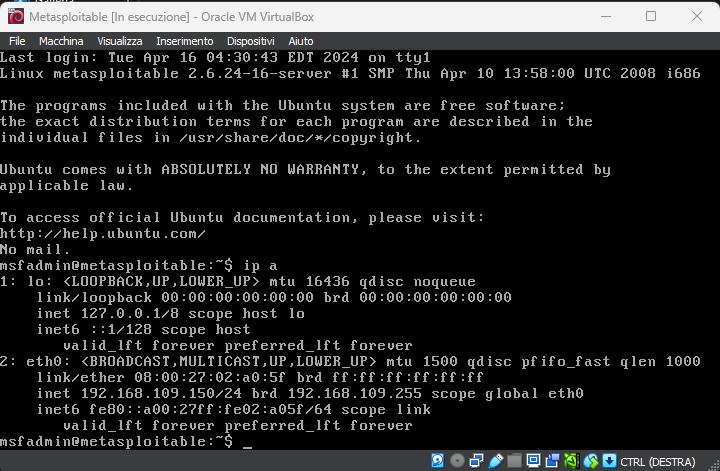 Metasploitable [In esecuzione] - Oracle VM VirtualBox
File Macchina Visualizza Inserimento Dispositivi Aiuto
Last login: Tue Apr 16 04:30:43 EDT 2024 on tty1
Linux metasploitable 2.6.24-16-server #1 SMP Thu Apr 10 13:58:00 UTC 2008 i686
The programs included with the Ubuntu system are free software;
the exact distribution terms for each program are described in the
individual files in /usr/share/doc/*/copyright.
Ubuntu comes with ABSOLUTELY NO WARRANTY, to the extent permitted by
applicable law.
To access official Ubuntu documentation, please visit:
http://help.ubuntu.com/
No mail.
msfadmin@metasploitable:~$ ip a
1: lo: <LOOPBACK,UP,LOWER_UP> mtu 16436 qdisc noqueue
    link/loopback 00:00:00:00:00:00 brd 00:00:00:00:00:00
    inet 127.0.0.1/8 scope host lo
    inet6 ::1/128 scope host
       valid_lft forever preferred_lft forever
2: eth0: <BROADCAST,MULTICAST,UP,LOWER_UP> mtu 1500 qdisc pfifo_fast qlen 1000
    link/ether 08:00:27:02:a0:5f brd ff:ff:ff:ff:ff:ff
    inet 192.168.109.150/24 brd 192.168.109.255 scope global eth0
    inet6 fe80::a00:27ff:fe02:a05f/64 scope link
       valid_lft forever preferred_lft forever
msfadmin@metasploitable:~$ _
CTRL (DESTRA)